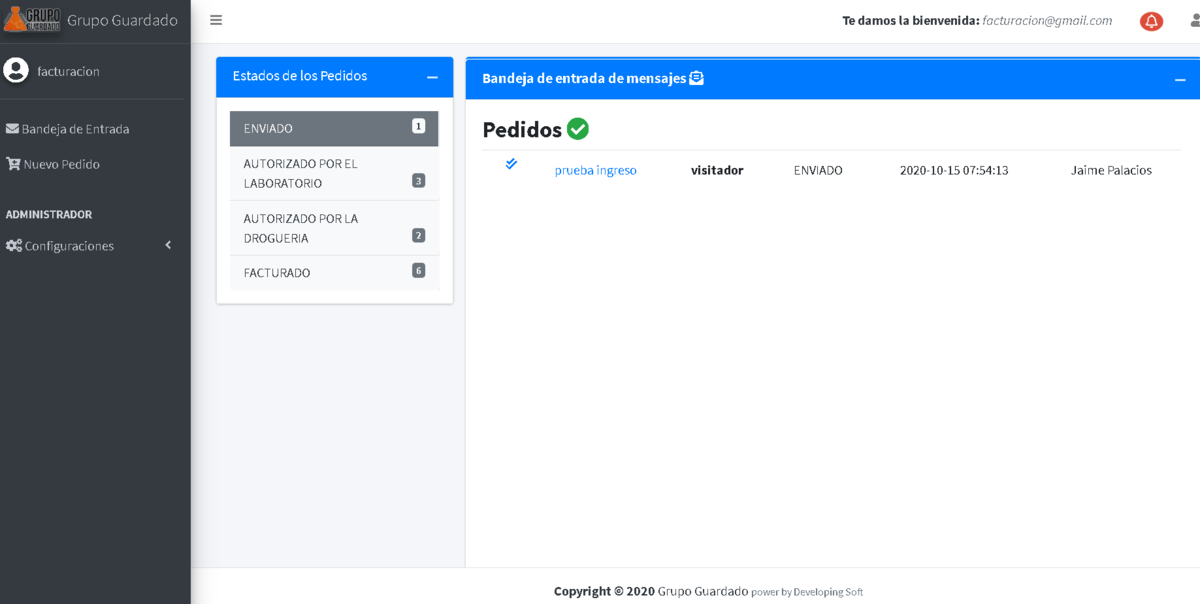 GRUPO
GUARDADO
Grupo Guardado
Te damos la bienvenida: facturacion@gmail.com
facturacion
Bandeja de Entrada
Nuevo Pedido
ADMINISTRADOR
Configuraciones
Estados de los Pedidos
ENVIADO 1
AUTORIZADO POR EL
LABORATORIO 3
AUTORIZADO POR LA
DROGUERIA 2
FACTURADO 6
Bandeja de entrada de mensajes
Pedidos
prueba ingreso visitador ENVIADO 2020-10-15 07:54:13 Jaime Palacios
Copyright © 2020 Grupo Guardado power by Developing Soft